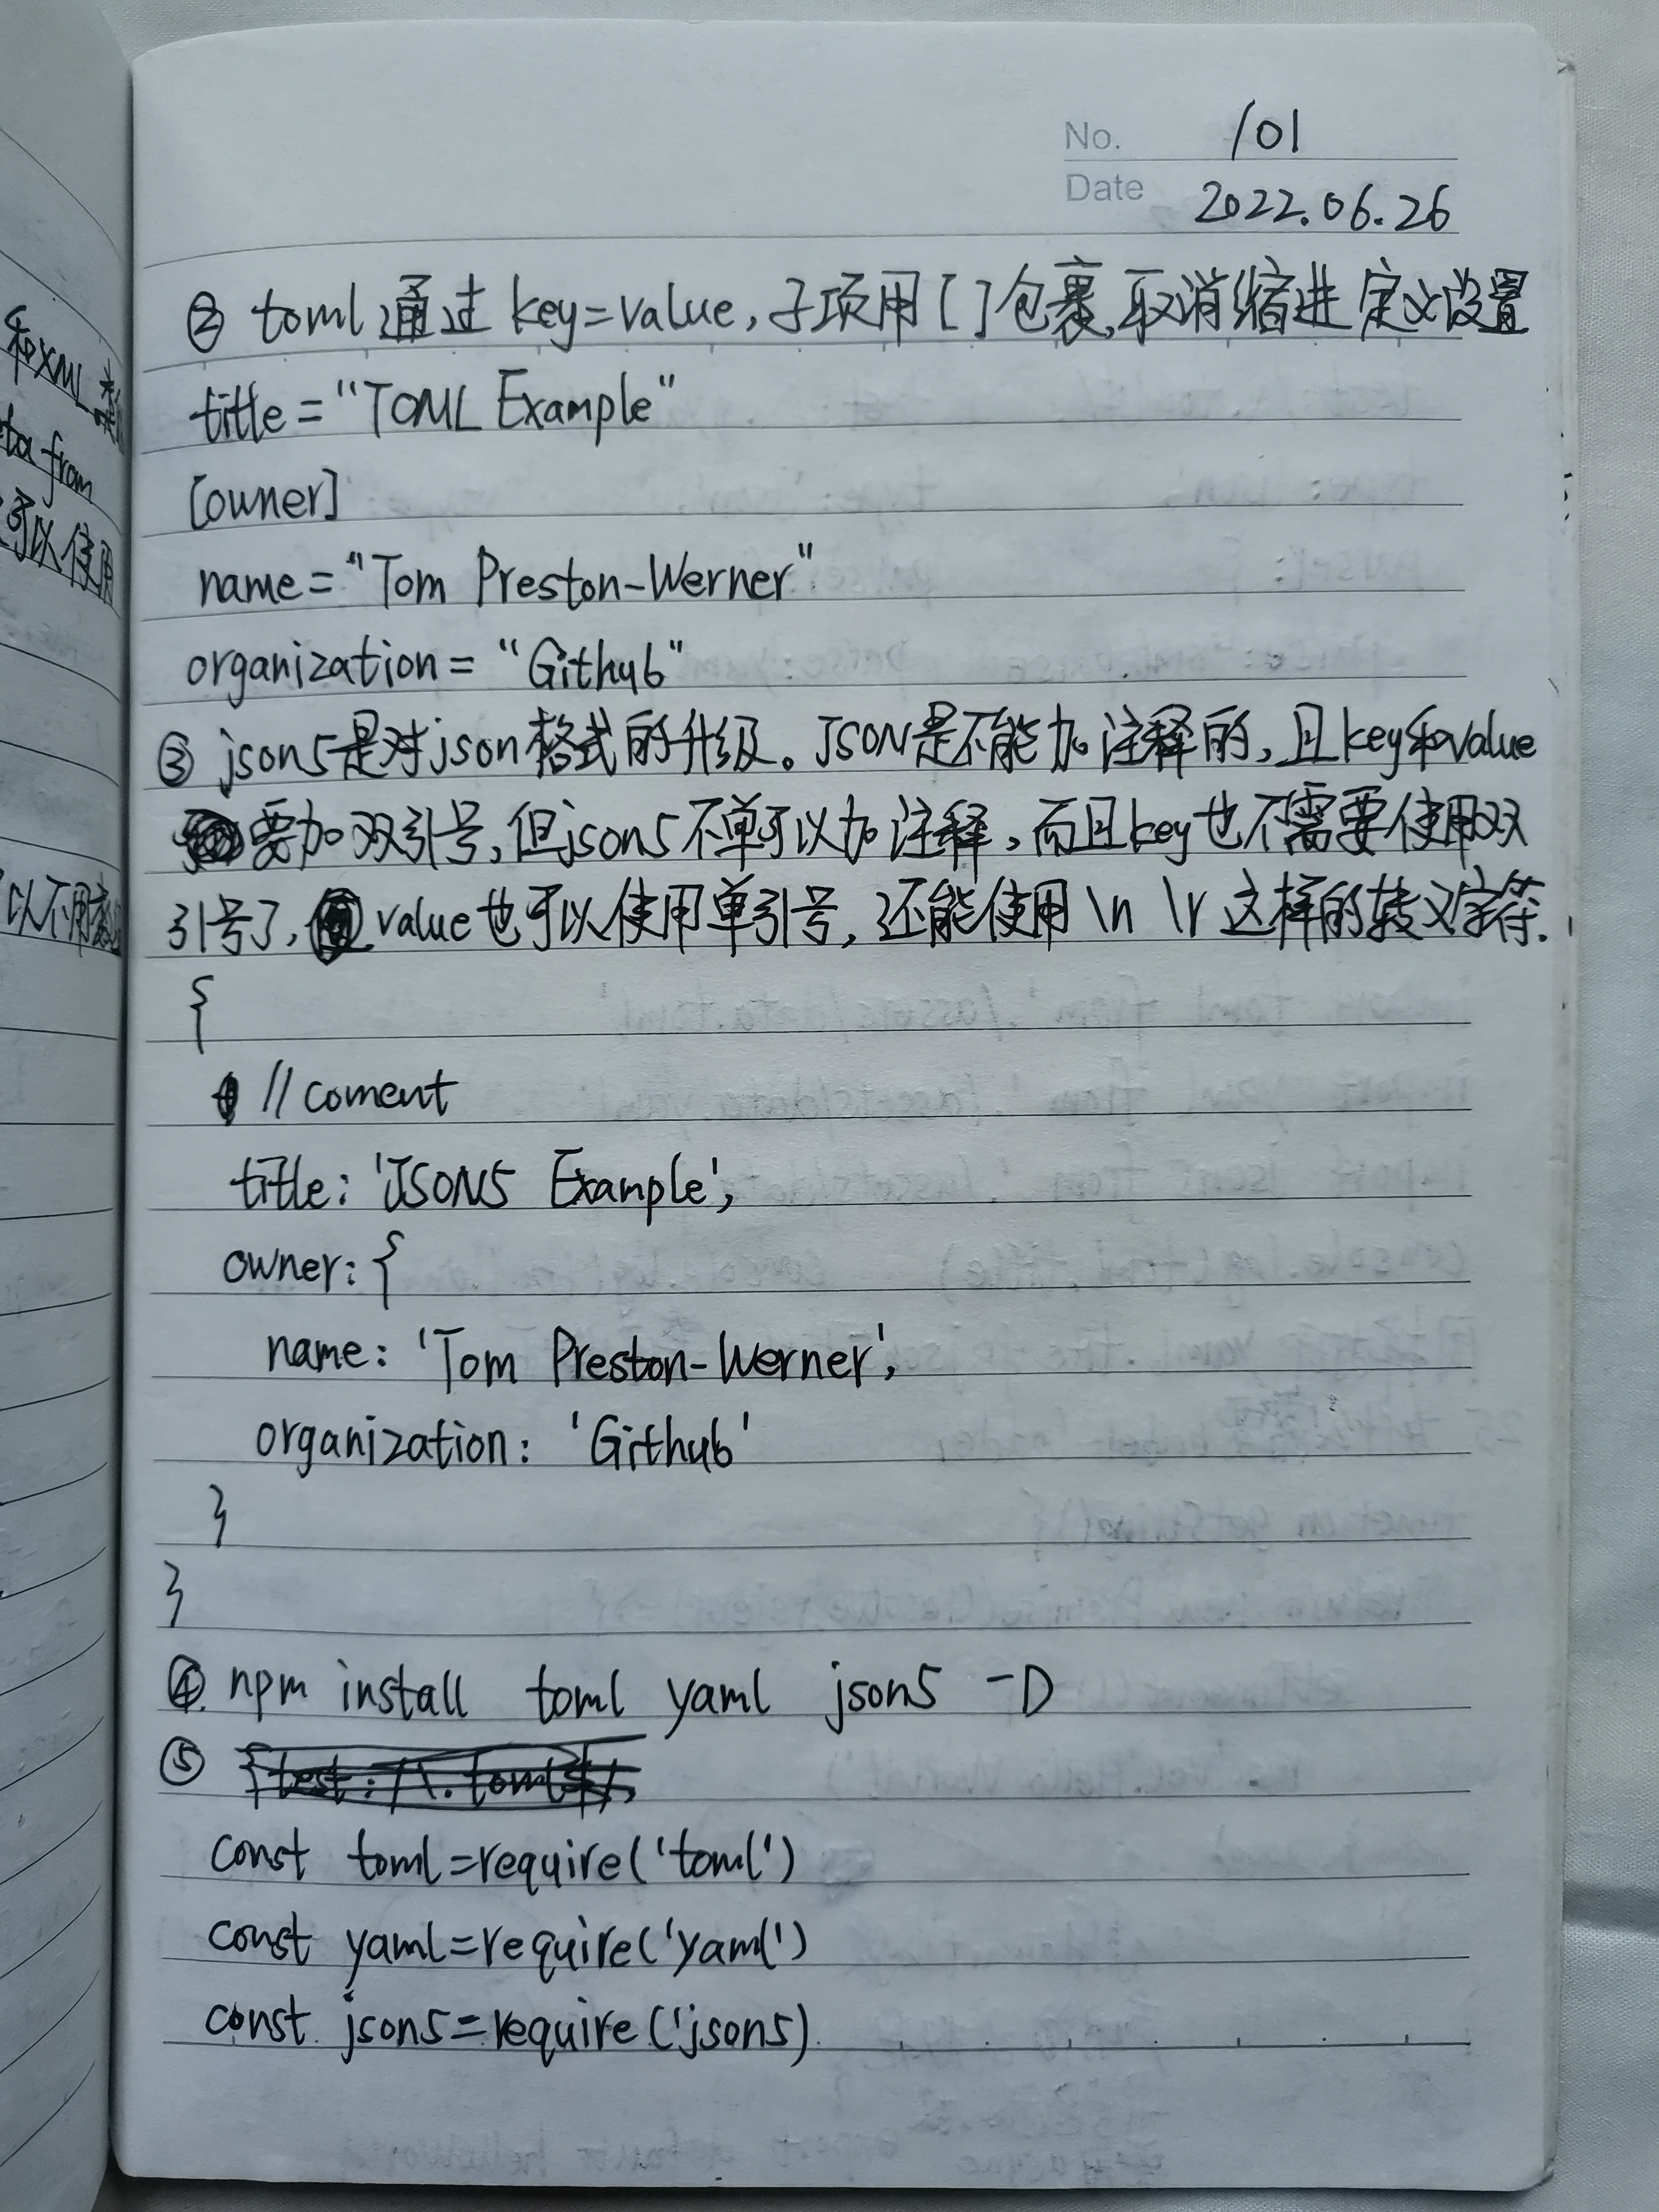 No. 101
Date 2022.06.26
② toml通过key=value,子项用[]包裹,取消缩进定义设置
title="TOML Example"
[owner]
name="Tom Preston-Werner"
organization="Github"
③ json5是对json格式的升级。JSON是不能加注释的,且key和value
要加双引号,但json5不单可以加注释,而且key也不需要使用双
引号了,value也可以使用单引号,还能使用\n \r这样的转义字符.
{
// coment
title: 'JSON5 Example',
owner: {
name: 'Tom Preston-Werner',
organization: 'Github'
}
}
④ npm install toml yaml json5 -D
⑤
const toml=require('toml')
const yaml=require('yaml')
const json5=require('json5)
和XML类
ta from
可以使用
以不用